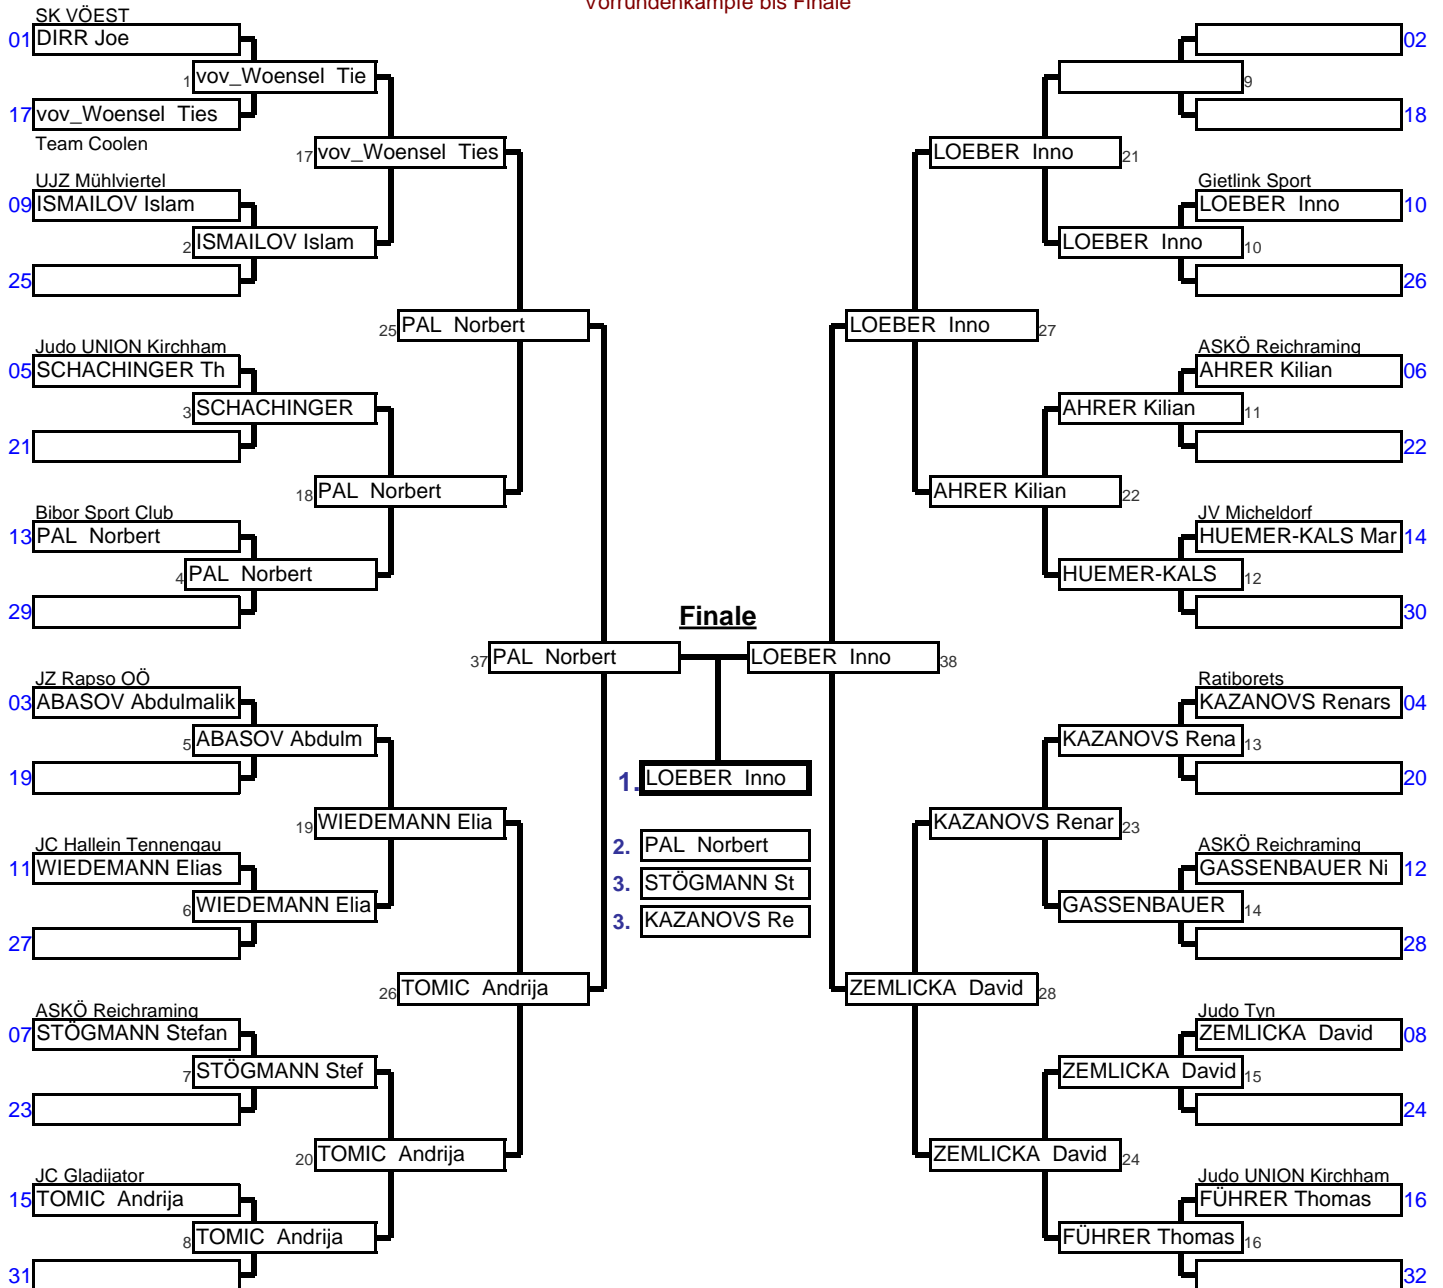 Vorrundenkämpfe bis Finale
SK VÖEST
01 DIRR Joe
1 vov_Woensel Tie
17 vov_Woensel Ties
Team Coolen
17 vov_Woensel Ties
UJZ Mühlviertel
09 ISMAILOV Islam
2 ISMAILOV Islam
25
25 PAL Norbert
Judo UNION Kirchham
05 SCHACHINGER Th
3 SCHACHINGER
21
18 PAL Norbert
Bibor Sport Club
13 PAL Norbert
4 PAL Norbert
29
37 PAL Norbert
JZ Rapso OÖ
03 ABASOV Abdulmalik
5 ABASOV Abdulm
19
19 WIEDEMANN Elia
JC Hallein Tennengau
11 WIEDEMANN Elias
6 WIEDEMANN Elia
27
26 TOMIC Andrija
ASKÖ Reichraming
07 STÖGMANN Stefan
7 STÖGMANN Stef
23
20 TOMIC Andrija
JC Gladijator
15 TOMIC Andrija
8 TOMIC Andrija
31
Finale
1. LOEBER Inno
2. PAL Norbert
3. STÖGMANN St
3. KAZANOVS Re
02
9
18
LOEBER Inno 21
Gietlink Sport
LOEBER Inno 10
LOEBER Inno 10
26
LOEBER Inno 27
ASKÖ Reichraming
AHRER Kilian 06
AHRER Kilian 11
22
AHRER Kilian 22
JV Micheldorf
HUEMER-KALS Mar 14
HUEMER-KALS 12
30
LOEBER Inno 38
Ratiborets
KAZANOVS Renars 04
KAZANOVS Rena 13
20
KAZANOVS Renar 23
ASKÖ Reichraming
GASSENBAUER Ni 12
GASSENBAUER 14
28
ZEMLICKA David 28
Judo Tyn
ZEMLICKA David 08
ZEMLICKA David 15
24
ZEMLICKA David 24
Judo UNION Kirchham
FÜHRER Thomas 16
FÜHRER Thomas 16
32